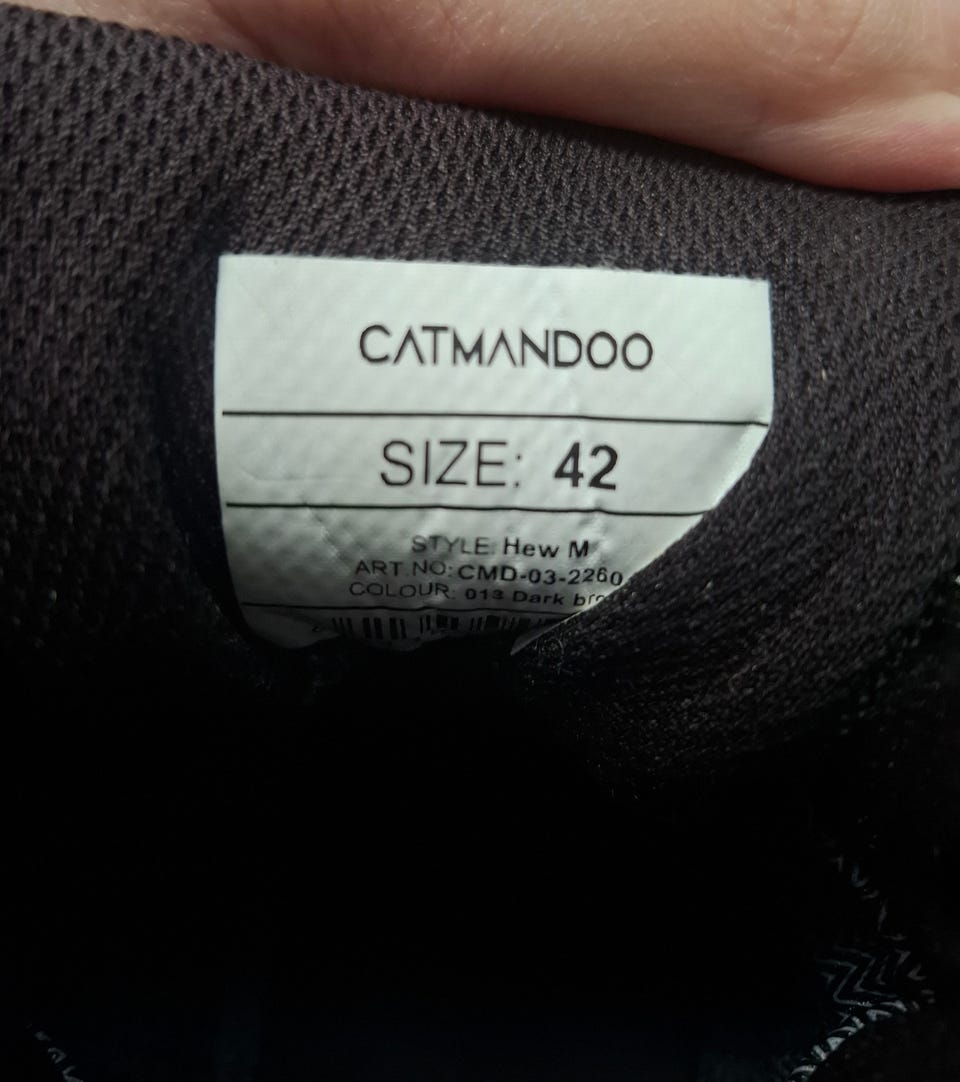 CATMANDOO
SIZE: 42
STYLE: Hew M
ART.NO: CMD-03-2260
COLOUR: 013 Dark